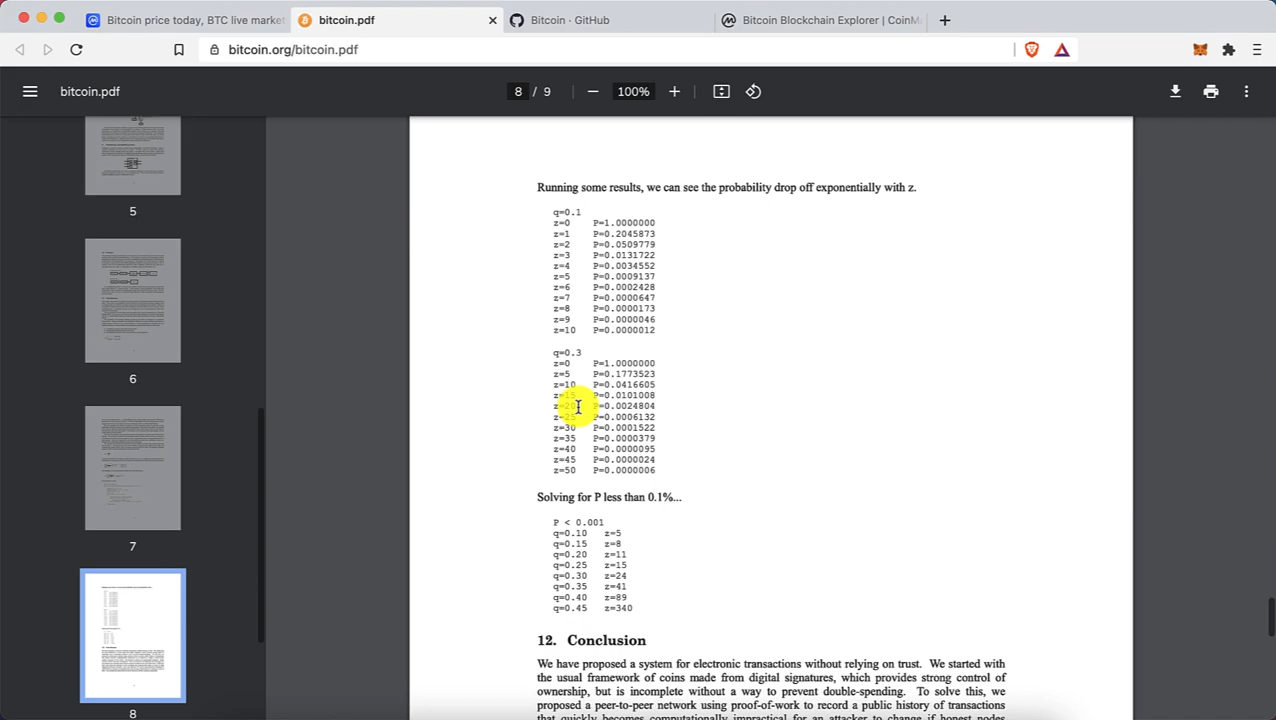 Bitcoin price today, BTC live market
bitcoin.pdf
Bitcoin · GitHub
Bitcoin Blockchain Explorer | CoinM
bitcoin.org/bitcoin.pdf
bitcoin.pdf
8 / 9
100%
5
6
7
8
Running some results, we can see the probability drop off exponentially with z.
q=0.1
z=0 P=1.0000000
z=1 P=0.2045873
z=2 P=0.0509779
z=3 P=0.0131722
z=4 P=0.0034552
z=5 P=0.0009137
z=6 P=0.0002428
z=7 P=0.0000647
z=8 P=0.0000173
z=9 P=0.0000046
z=10 P=0.0000012
q=0.3
z=0 P=1.0000000
z=5 P=0.1773523
z=10 P=0.0416605
z=15 P=0.0101008
z=20 P=0.0024804
z=25 P=0.0006132
z=30 P=0.0001522
z=35 P=0.0000379
z=40 P=0.0000095
z=45 P=0.0000024
z=50 P=0.0000006
Solving for P less than 0.1%...
P < 0.001
q=0.10 z=5
q=0.15 z=8
q=0.20 z=11
q=0.25 z=15
q=0.30 z=24
q=0.35 z=41
q=0.40 z=89
q=0.45 z=340
12. Conclusion
We have proposed a system for electronic transactions without relying on trust. We started with
the usual framework of coins made from digital signatures, which provides strong control of
ownership, but is incomplete without a way to prevent double-spending. To solve this, we
proposed a peer-to-peer network using proof-of-work to record a public history of transactions
that quickly becomes computationally impractical for an attacker to change if honest nodes